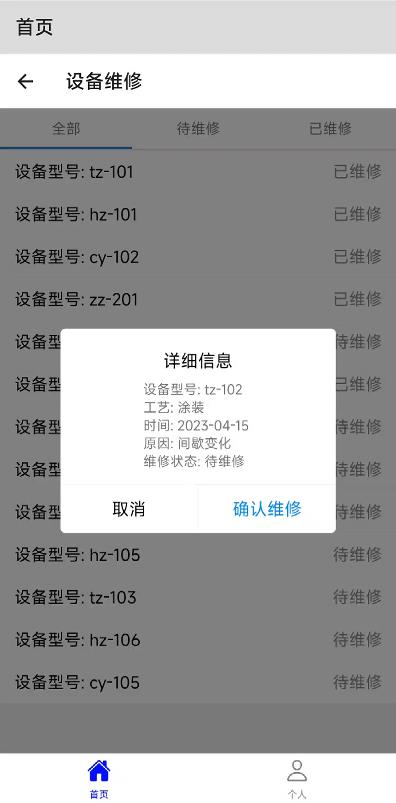 首页
设备维修
全部 待维修 已维修
设备型号: tz-101 已维修
设备型号: hz-101 已维修
设备型号: cy-102 已维修
设备型号: zz-201 已维修
设备型 待维修
设备型 已维修
设备型 待维修
设备型 待维修
设备型 待维修
详细信息
设备型号: tz-102
工艺: 涂装
时间: 2023-04-15
原因: 间歇变化
维修状态: 待维修
取消 确认维修
设备型号: hz-105 待维修
设备型号: tz-103 待维修
设备型号: hz-106 待维修
设备型号: cy-105 待维修
首页 个人